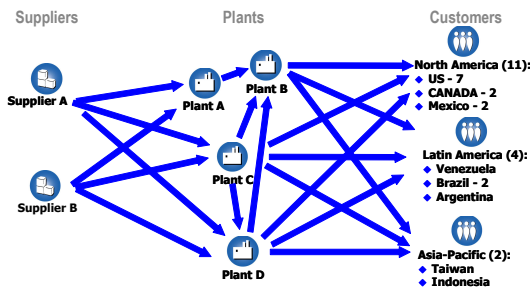 Suppliers
Plants
Customers
Supplier A
Supplier B
Plant A
Plant B
Plant C
Plant D
North America (11):
US - 7
CANADA - 2
Mexico - 2
Latin America (4):
Venezuela
Brazil - 2
Argentina
Asia-Pacific (2):
Taiwan
Indonesia